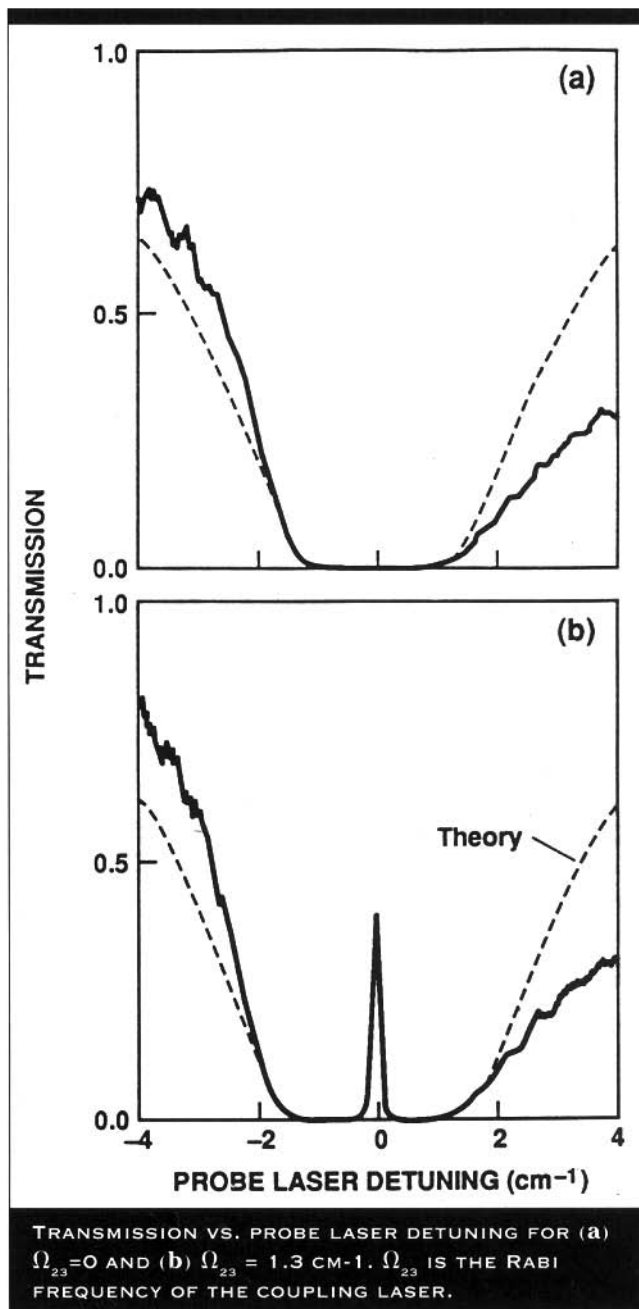 1.0
(a)
0.5
0.0
TRANSMISSION
1.0
(b)
Theory
0.5
0.0
−4 −2 0 2 4
PROBE LASER DETUNING (cm⁻¹)
TRANSMISSION VS. PROBE LASER DETUNING FOR (a)
Ω₂₃=0 AND (b) Ω₂₃ = 1.3 CM-1. Ω₂₃ IS THE RABI
FREQUENCY OF THE COUPLING LASER.